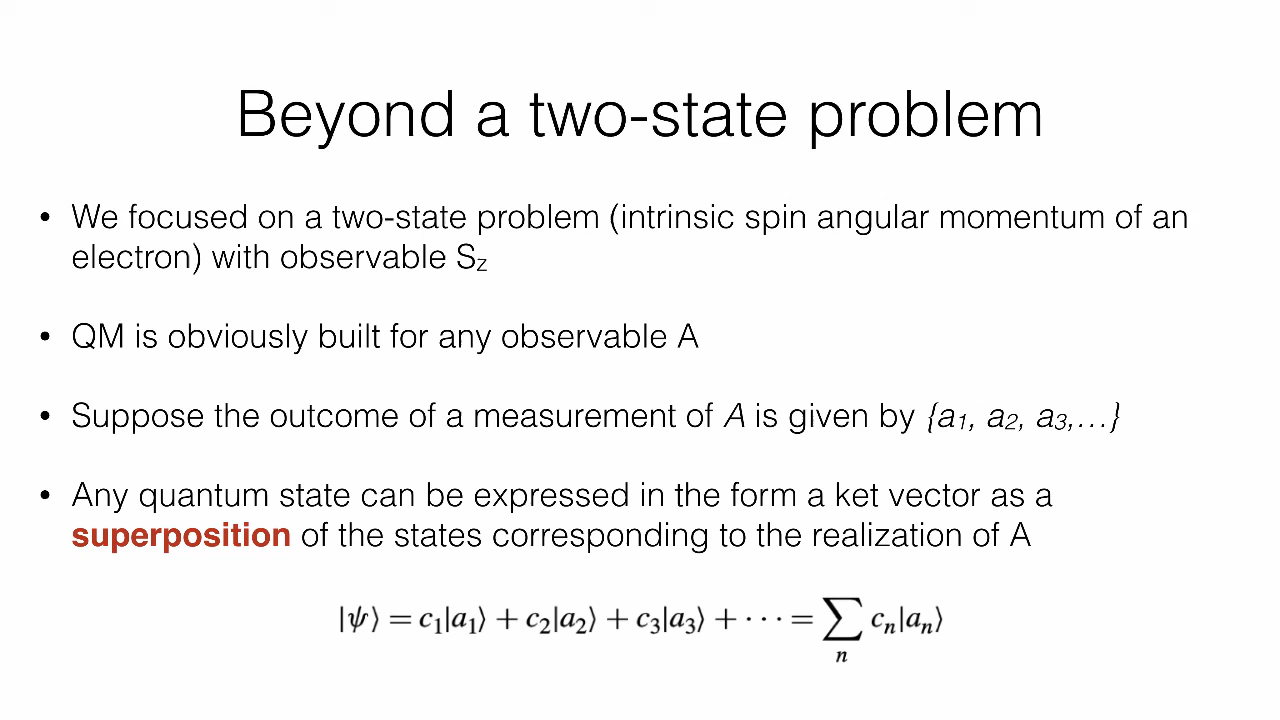 Beyond a two-state problem
• We focused on a two-state problem (intrinsic spin angular momentum of an
electron) with observable Sz
• QM is obviously built for any observable A
• Suppose the outcome of a measurement of A is given by {a1, a2, a3,…}
• Any quantum state can be expressed in the form a ket vector as a
superposition of the states corresponding to the realization of A
|ψ⟩ = c1|a1⟩ + c2|a2⟩ + c3|a3⟩ + · · · = ∑ cn|an⟩
n